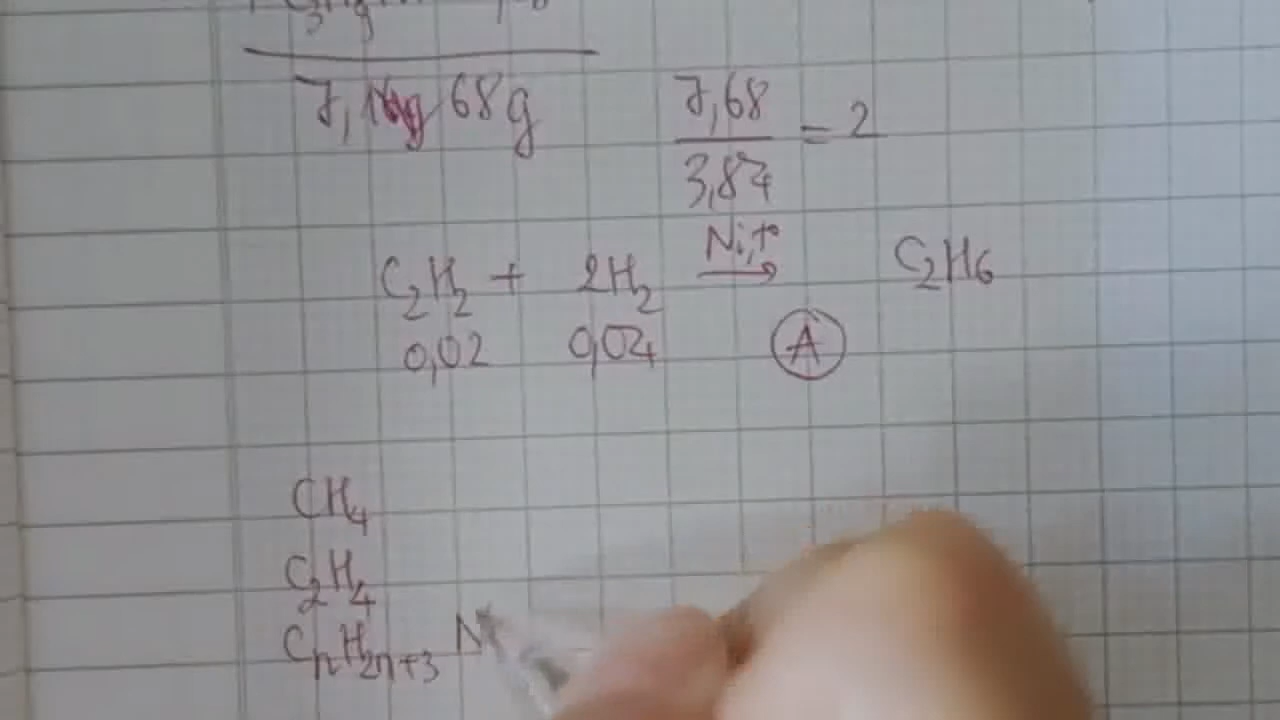 7,68g
7,68
3,84
= 2
C2H2 + 2H2 Ni,t° → C2H6
0,02 0,04 A
CH4
C2H4
CnH2n+3 N